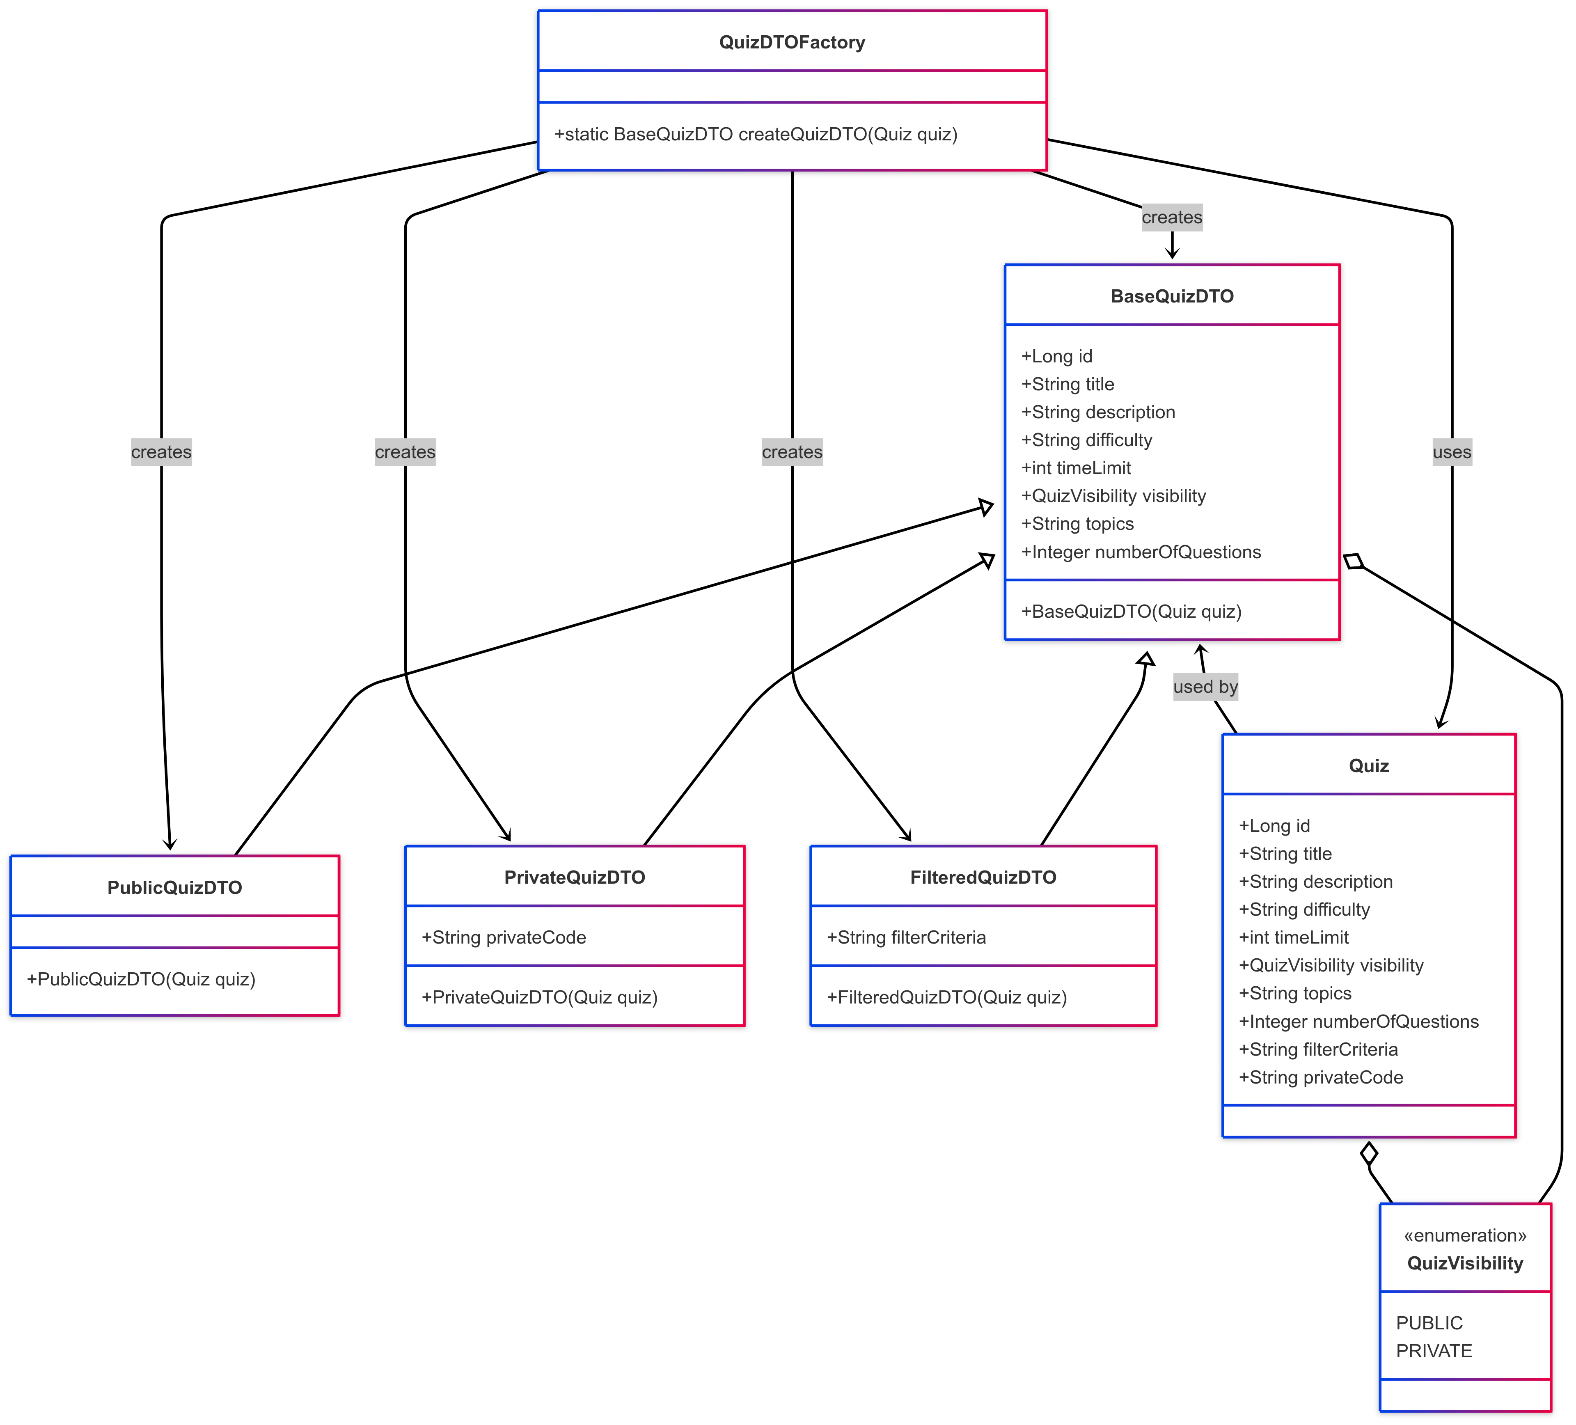 QuizDTOFactory
+static BaseQuizDTO createQuizDTO(Quiz quiz)
creates
BaseQuizDTO
+Long id
+String title
+String description
+String difficulty
+int timeLimit
+QuizVisibility visibility
+String topics
+Integer numberOfQuestions
+BaseQuizDTO(Quiz quiz)
creates
creates
creates
uses
used by
PublicQuizDTO
+PublicQuizDTO(Quiz quiz)
PrivateQuizDTO
+String privateCode
+PrivateQuizDTO(Quiz quiz)
FilteredQuizDTO
+String filterCriteria
+FilteredQuizDTO(Quiz quiz)
Quiz
+Long id
+String title
+String description
+String difficulty
+int timeLimit
+QuizVisibility visibility
+String topics
+Integer numberOfQuestions
+String filterCriteria
+String privateCode
«enumeration»
QuizVisibility
PUBLIC
PRIVATE